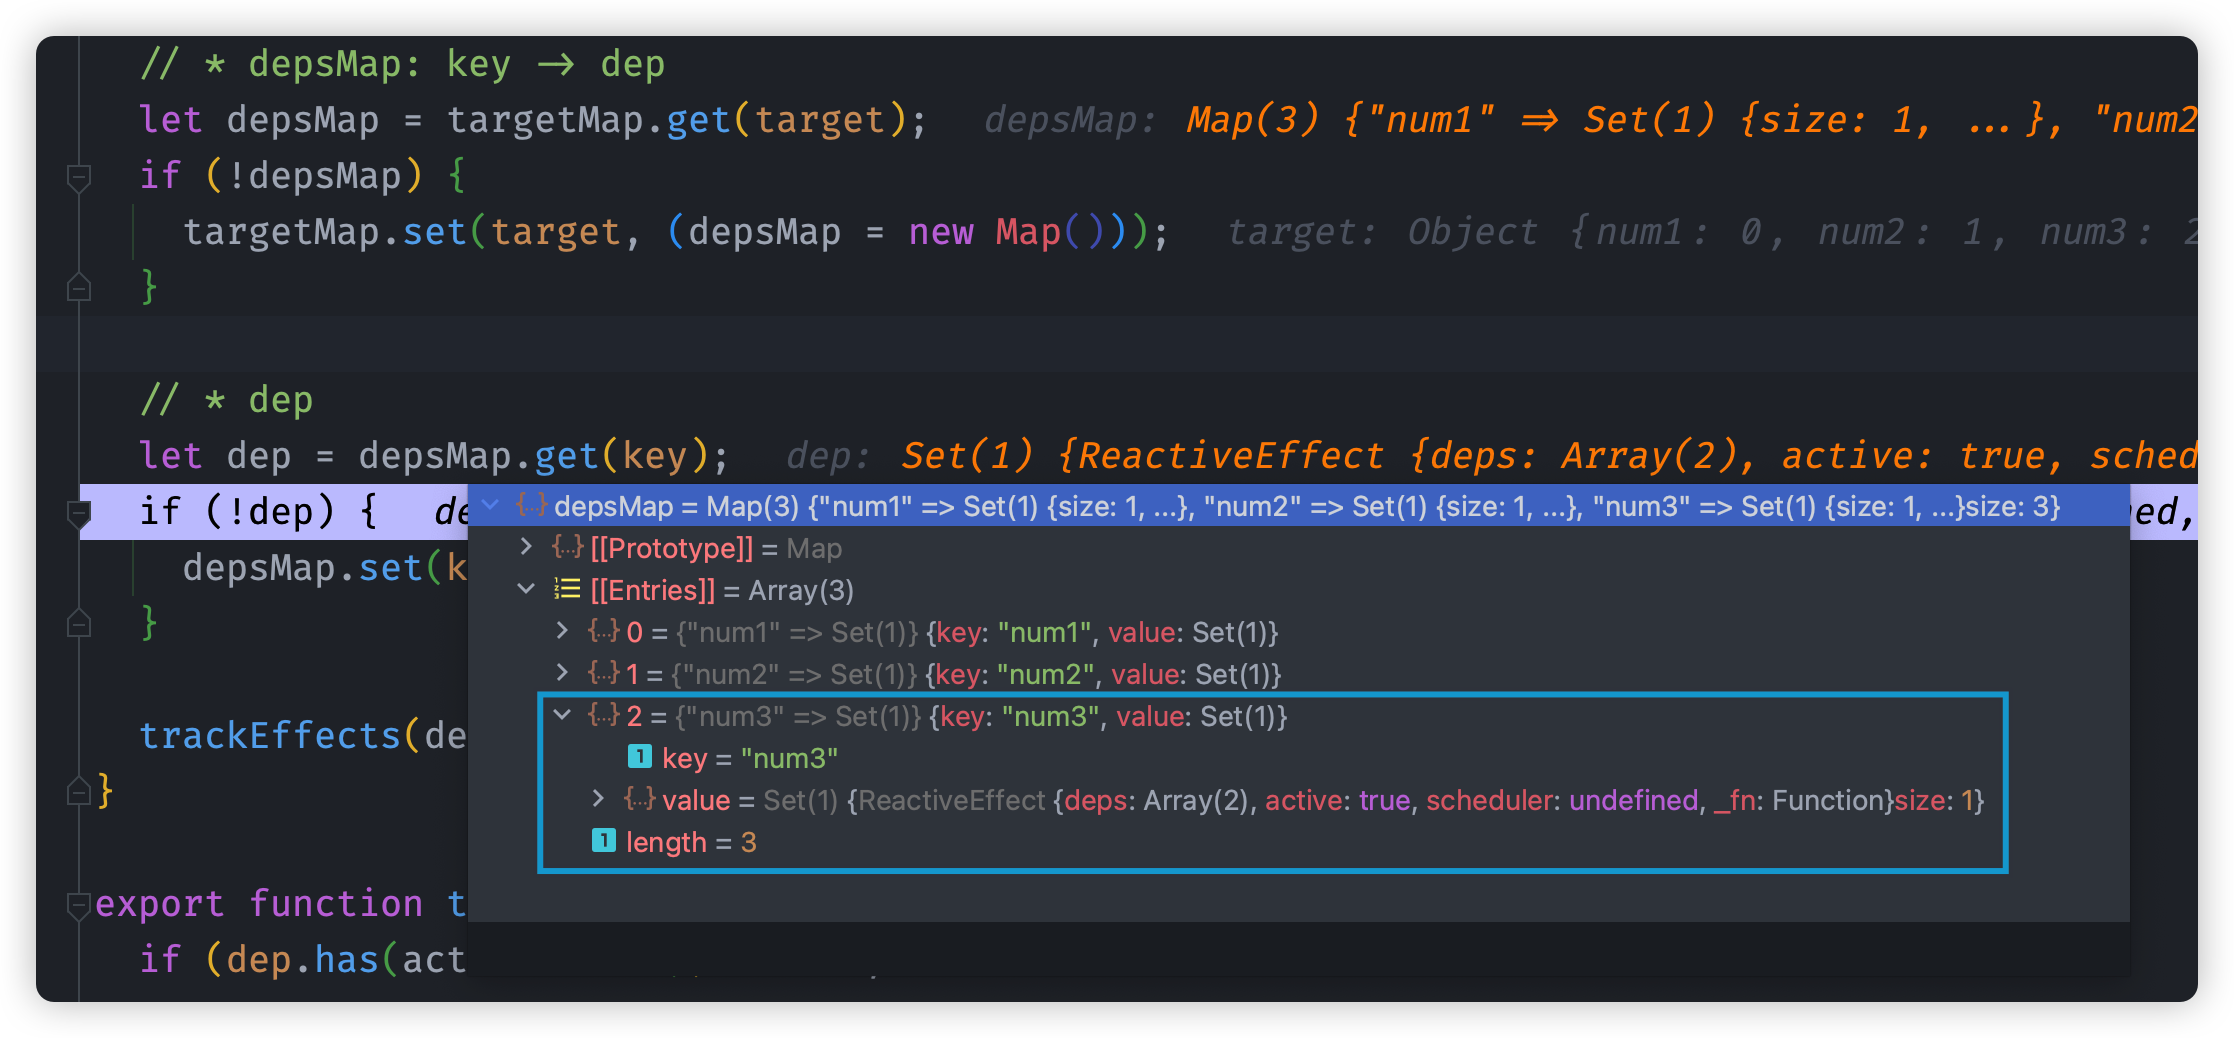 // * depsMap: key → dep
let depsMap = targetMap.get(target);   depsMap: Map(3) {"num1" ⇒ Set(1) {size: 1, ...}, "num2
if (!depsMap) {
targetMap.set(target, (depsMap = new Map()));   target: Object {num1: 0, num2: 1, num3: 2
}
// * dep
let dep = depsMap.get(key);   dep: Set(1) {ReactiveEffect {deps: Array(2), active: true, sched
if (!dep) {   de
ed,
depsMap = Map(3) {"num1" => Set(1) {size: 1, ...}, "num2" => Set(1) {size: 1, ...}, "num3" => Set(1) {size: 1, ...}size: 3}
{...} [[Prototype]] = Map
depsMap.set(k
[[Entries]] = Array(3)
}
{...} 0 = {"num1" => Set(1)} {key: "num1", value: Set(1)}
{...} 1 = {"num2" => Set(1)} {key: "num2", value: Set(1)}
{...} 2 = {"num3" => Set(1)} {key: "num3", value: Set(1)}
trackEffects(de
1 key = "num3"
}
{...} value = Set(1) {ReactiveEffect {deps: Array(2), active: true, scheduler: undefined, _fn: Function}size: 1}
1 length = 3
export function t
if (dep.has(act